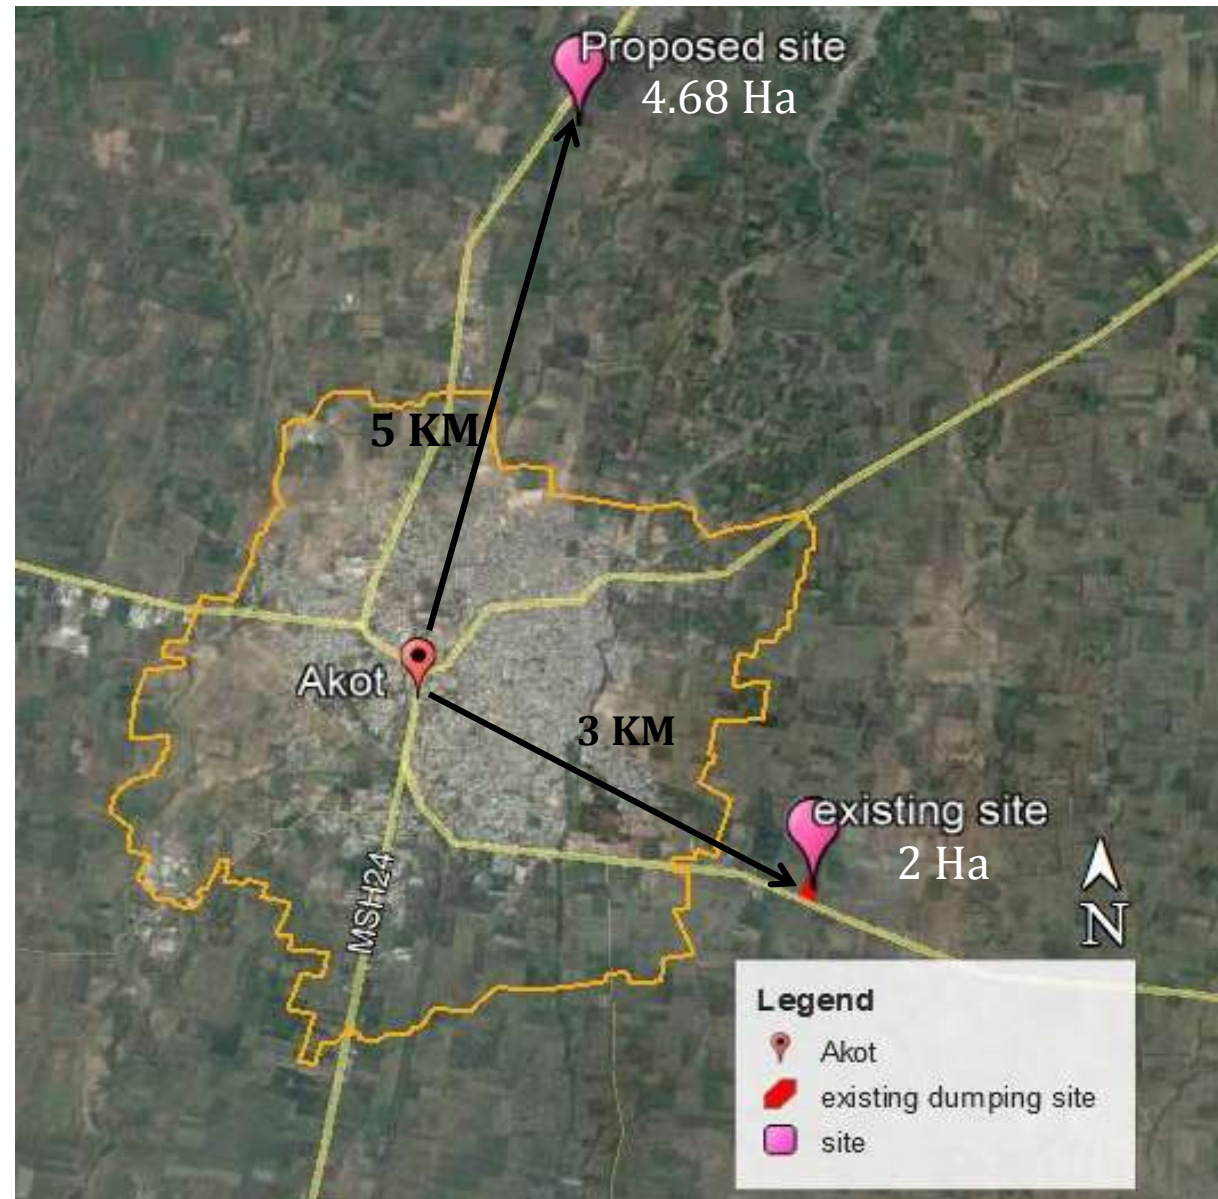 Proposed site
4.68 Ha
5 KM
Akot
3 KM
existing site
2 Ha
MSH24
N
Legend
Akot
existing dumping site
site